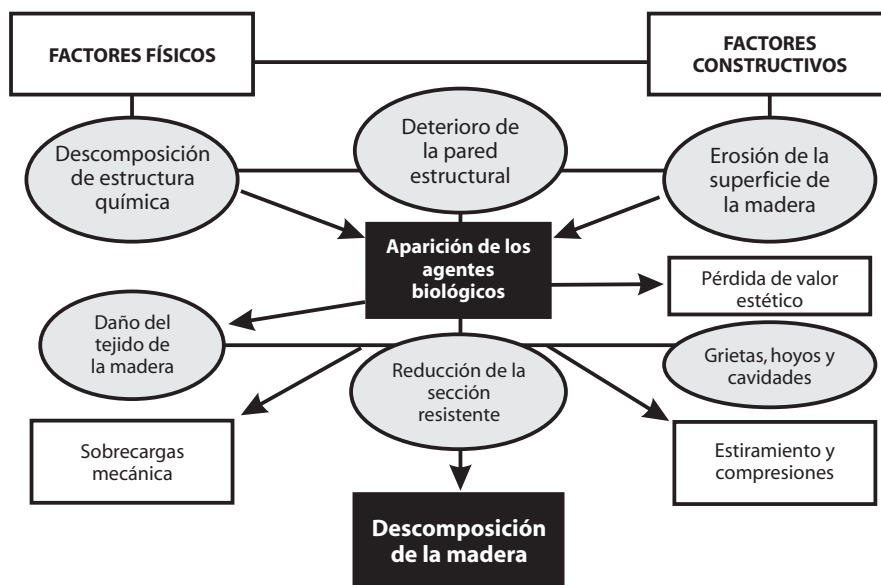 FACTORES FÍSICOS
FACTORES
CONSTRUCTIVOS
Descomposición
de estructura
química
Deterioro de
la pared
estructural
Erosión de la
superficie de
la madera
Aparición de los
agentes
biológicos
Pérdida de valor
estético
Daño del
tejido de
la madera
Reducción de la
sección
resistente
Grietas, hoyos y
cavidades
Sobrecargas
mecánica
Estiramiento y
compresiones
Descomposición
de la madera